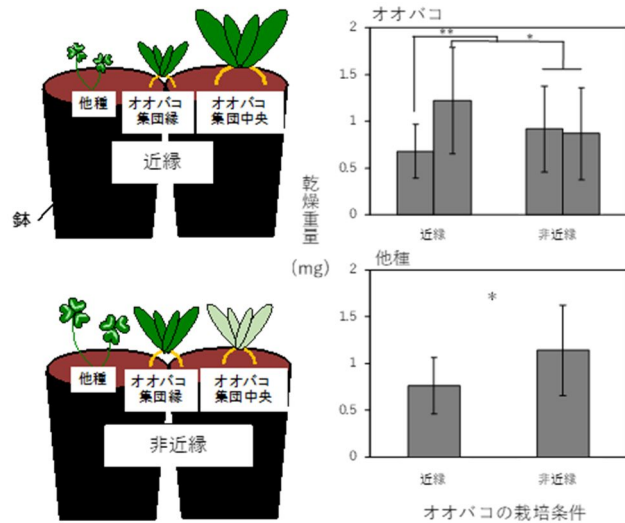 他種
オオバコ
集団縁
オオバコ
集団中央
近縁
鉢
他種
オオバコ
集団縁
オオバコ
集団中央
非近縁
乾燥重量
(mg)
オオバコ
2
1.5
1
0.5
0
**
*
近縁
非近縁
他種
2
1.5
1
0.5
0
*
近縁
非近縁
オオバコの栽培条件